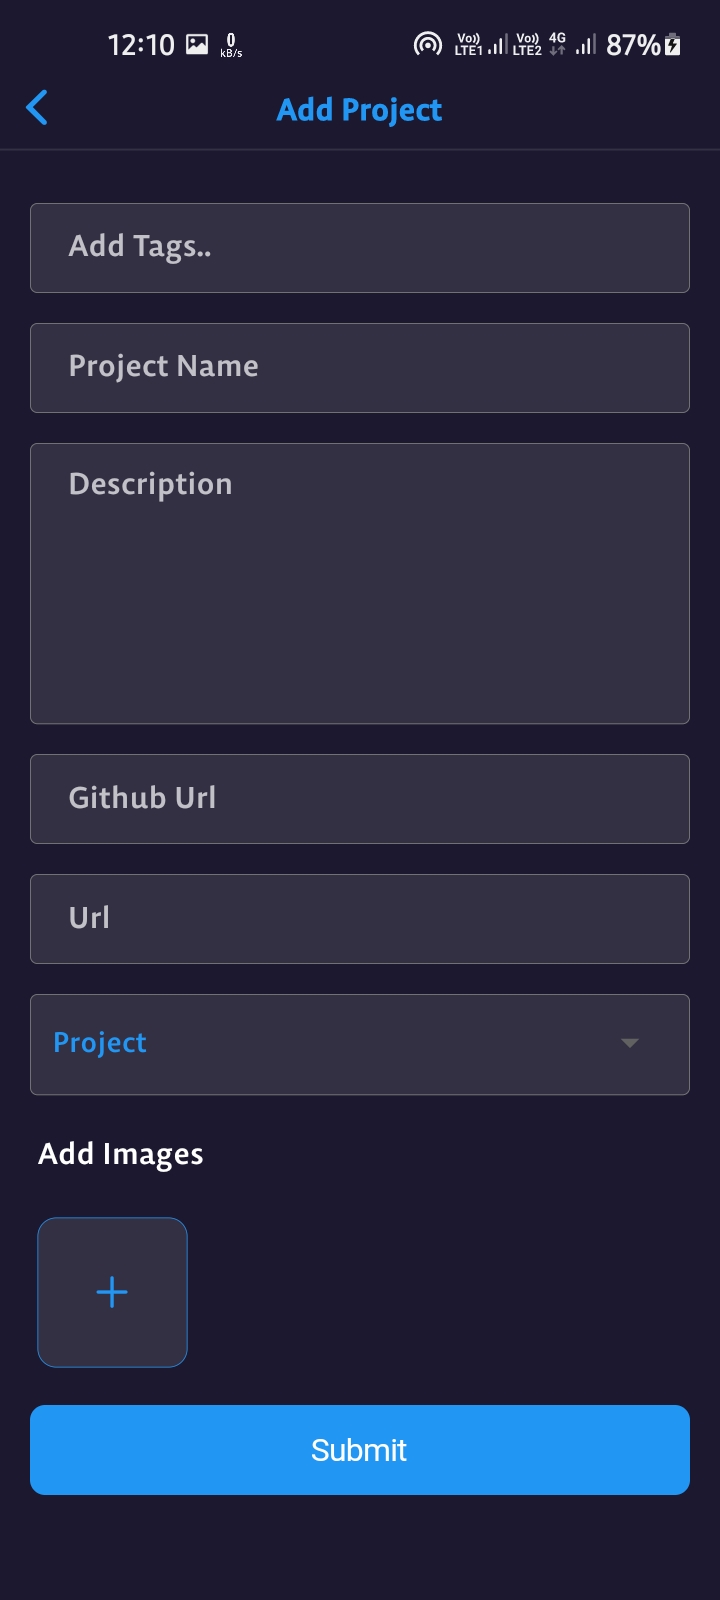 12:10 0 kB/s Vo)) LTE1 Vo)) LTE2 4G 87%
Add Project
Add Tags..
Project Name
Description
Github Url
Url
Project
Add Images
Submit